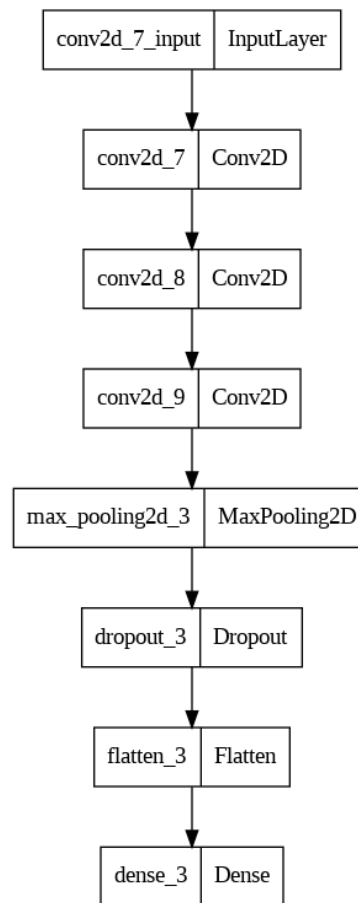 conv2d_7_input InputLayer
conv2d_7 Conv2D
conv2d_8 Conv2D
conv2d_9 Conv2D
max_pooling2d_3 MaxPooling2D
dropout_3 Dropout
flatten_3 Flatten
dense_3 Dense